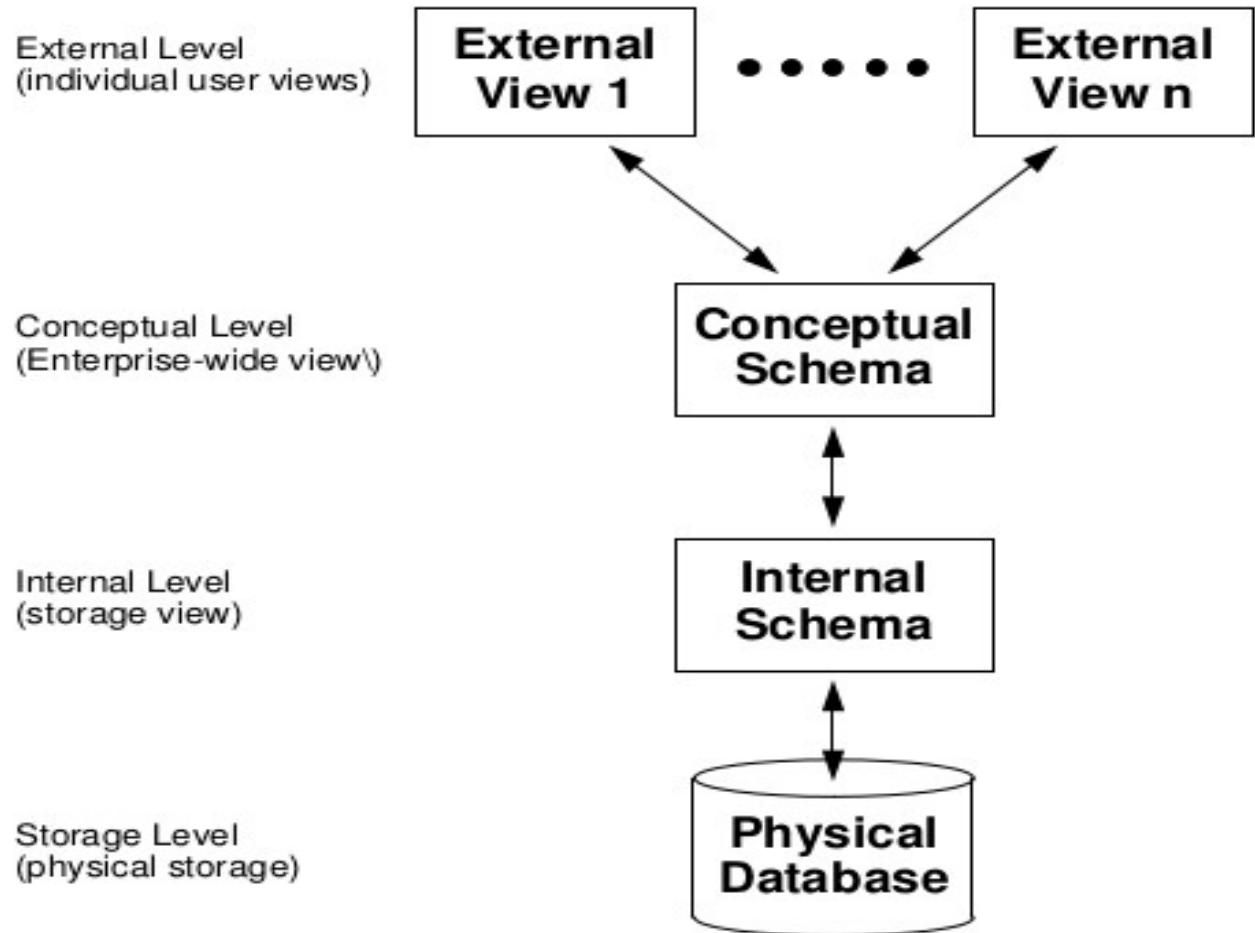 External Level
(individual user views)
External
View 1
External
View n
Conceptual Level
(Enterprise-wide view\)
Conceptual
Schema
Internal Level
(storage view)
Internal
Schema
Storage Level
(physical storage)
Physical
Database